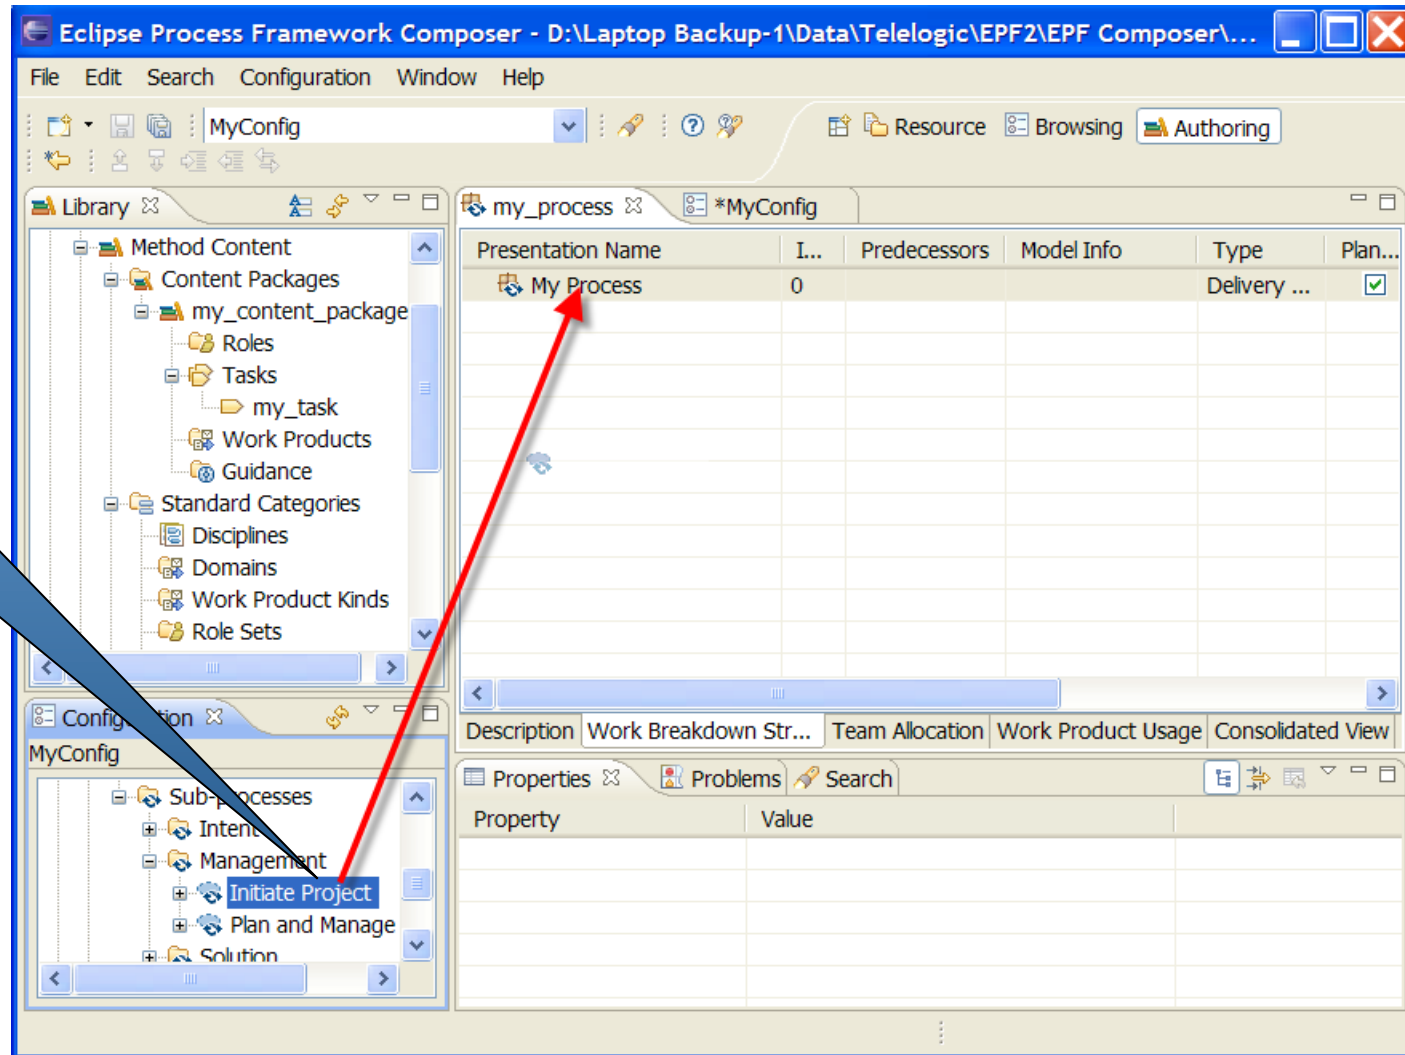 Eclipse Process Framework Composer - D:\Laptop Backup-1\Data\Telelogic\EPF2\EPF Composer\...
File Edit Search Configuration Window Help
MyConfig
Resource Browsing Authoring
Library
Method Content
Content Packages
my_content_package
Roles
Tasks
my_task
Work Products
Guidance
Standard Categories
Disciplines
Domains
Work Product Kinds
Role Sets
my_process *MyConfig
Presentation Name I... Predecessors Model Info Type Plan...
My Process 0 Delivery ...
Description Work Breakdown Str... Team Allocation Work Product Usage Consolidated View
Configuration
MyConfig
Sub-processes
Intent
Management
Initiate Project
Plan and Manage
Solution
Properties Problems Search
Property Value